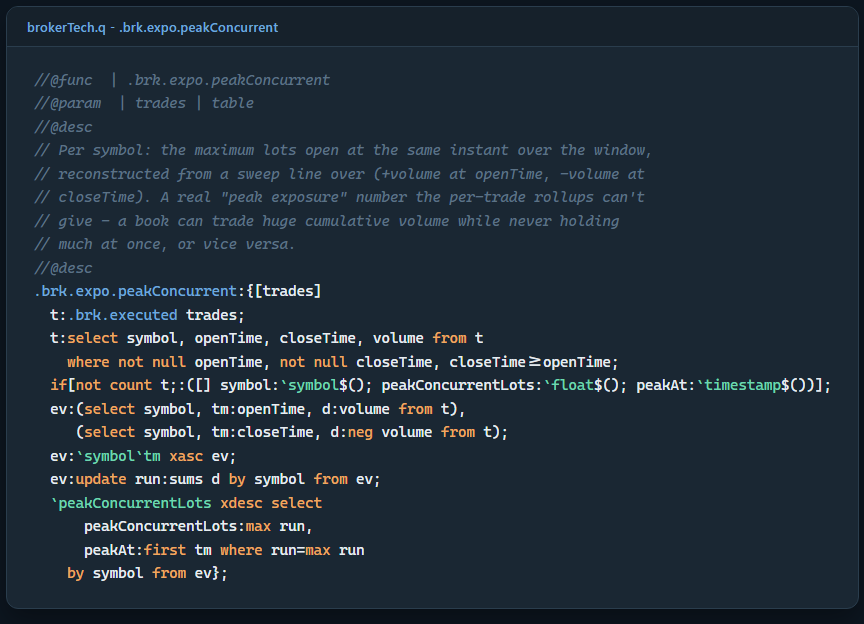 brokerTech.q - .brk.expo.peakConcurrent
//@func  | .brk.expo.peakConcurrent
//@param  | trades | table
//@desc
// Per symbol: the maximum lots open at the same instant over the window,
// reconstructed from a sweep line over (+volume at openTime, -volume at
// closeTime). A real "peak exposure" number the per-trade rollups can't
// give - a book can trade huge cumulative volume while never holding
// much at once, or vice versa.
//@desc
.brk.expo.peakConcurrent:{[trades]
  t:.brk.executed trades;
  t:select symbol, openTime, closeTime, volume from t
    where not null openTime, not null closeTime, closeTime>=openTime;
  if[not count t;:([] symbol:`symbol$(); peakConcurrentLots:`float$(); peakAt:`timestamp$())];
  ev:(select symbol, tm:openTime, d:volume from t),
     (select symbol, tm:closeTime, d:neg volume from t);
  ev:`symbol`tm xasc ev;
  ev:update run:sums d by symbol from ev;
  `peakConcurrentLots xdesc select
      peakConcurrentLots:max run,
      peakAt:first tm where run=max run
    by symbol from ev};